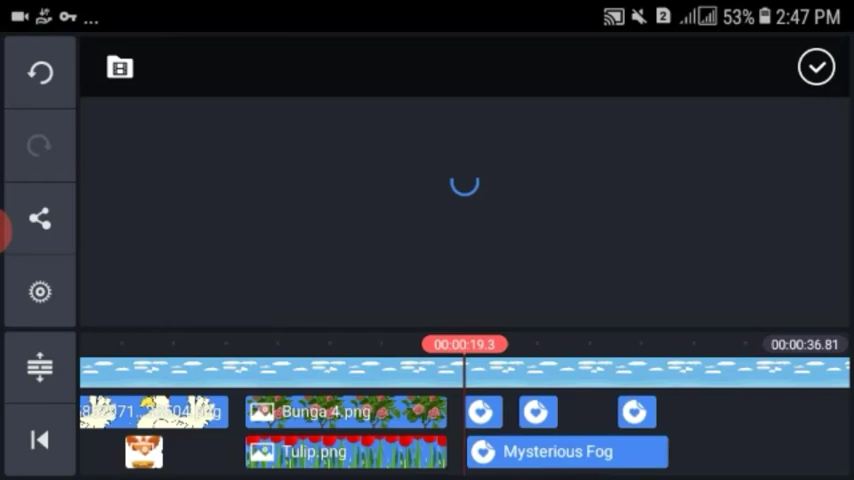 ... 2 53% 2:47 PM
00:00:19.3 00:00:36.81
Bunga 4.png
Tulip.png Mysterious Fog